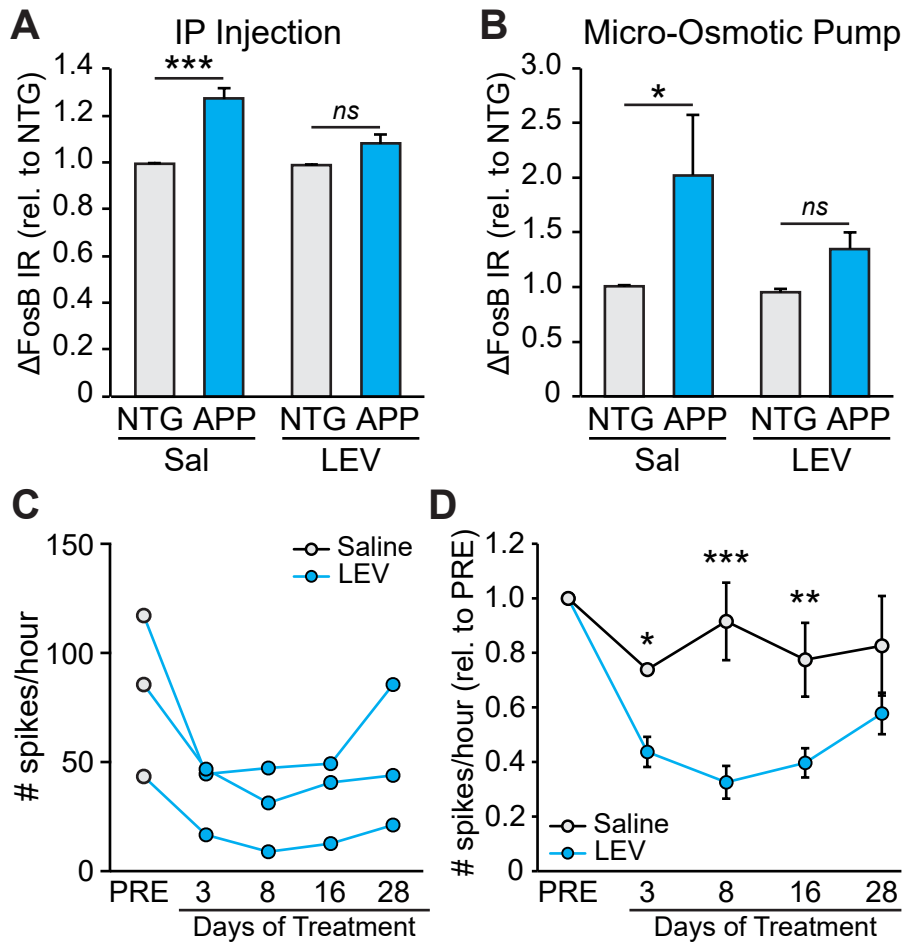 A
IP Injection
ΔFosB IR (rel. to NTG)
1.4
1.2
1.0
0.8
0.6
0.4
0.2
0
***
ns
NTG APP NTG APP
Sal LEV
B
Micro-Osmotic Pump
ΔFosB IR (rel. to NTG)
3.0
2.5
2.0
1.5
1.0
0.5
0
*
ns
NTG APP NTG APP
Sal LEV
C
# spikes/hour
150
100
50
0
Saline
LEV
PRE 3 8 16 28
Days of Treatment
D
# spikes/hour (rel. to PRE)
1.2
1.0
0.8
0.6
0.4
0.2
0
*
***
**
Saline
LEV
PRE 3 8 16 28
Days of Treatment